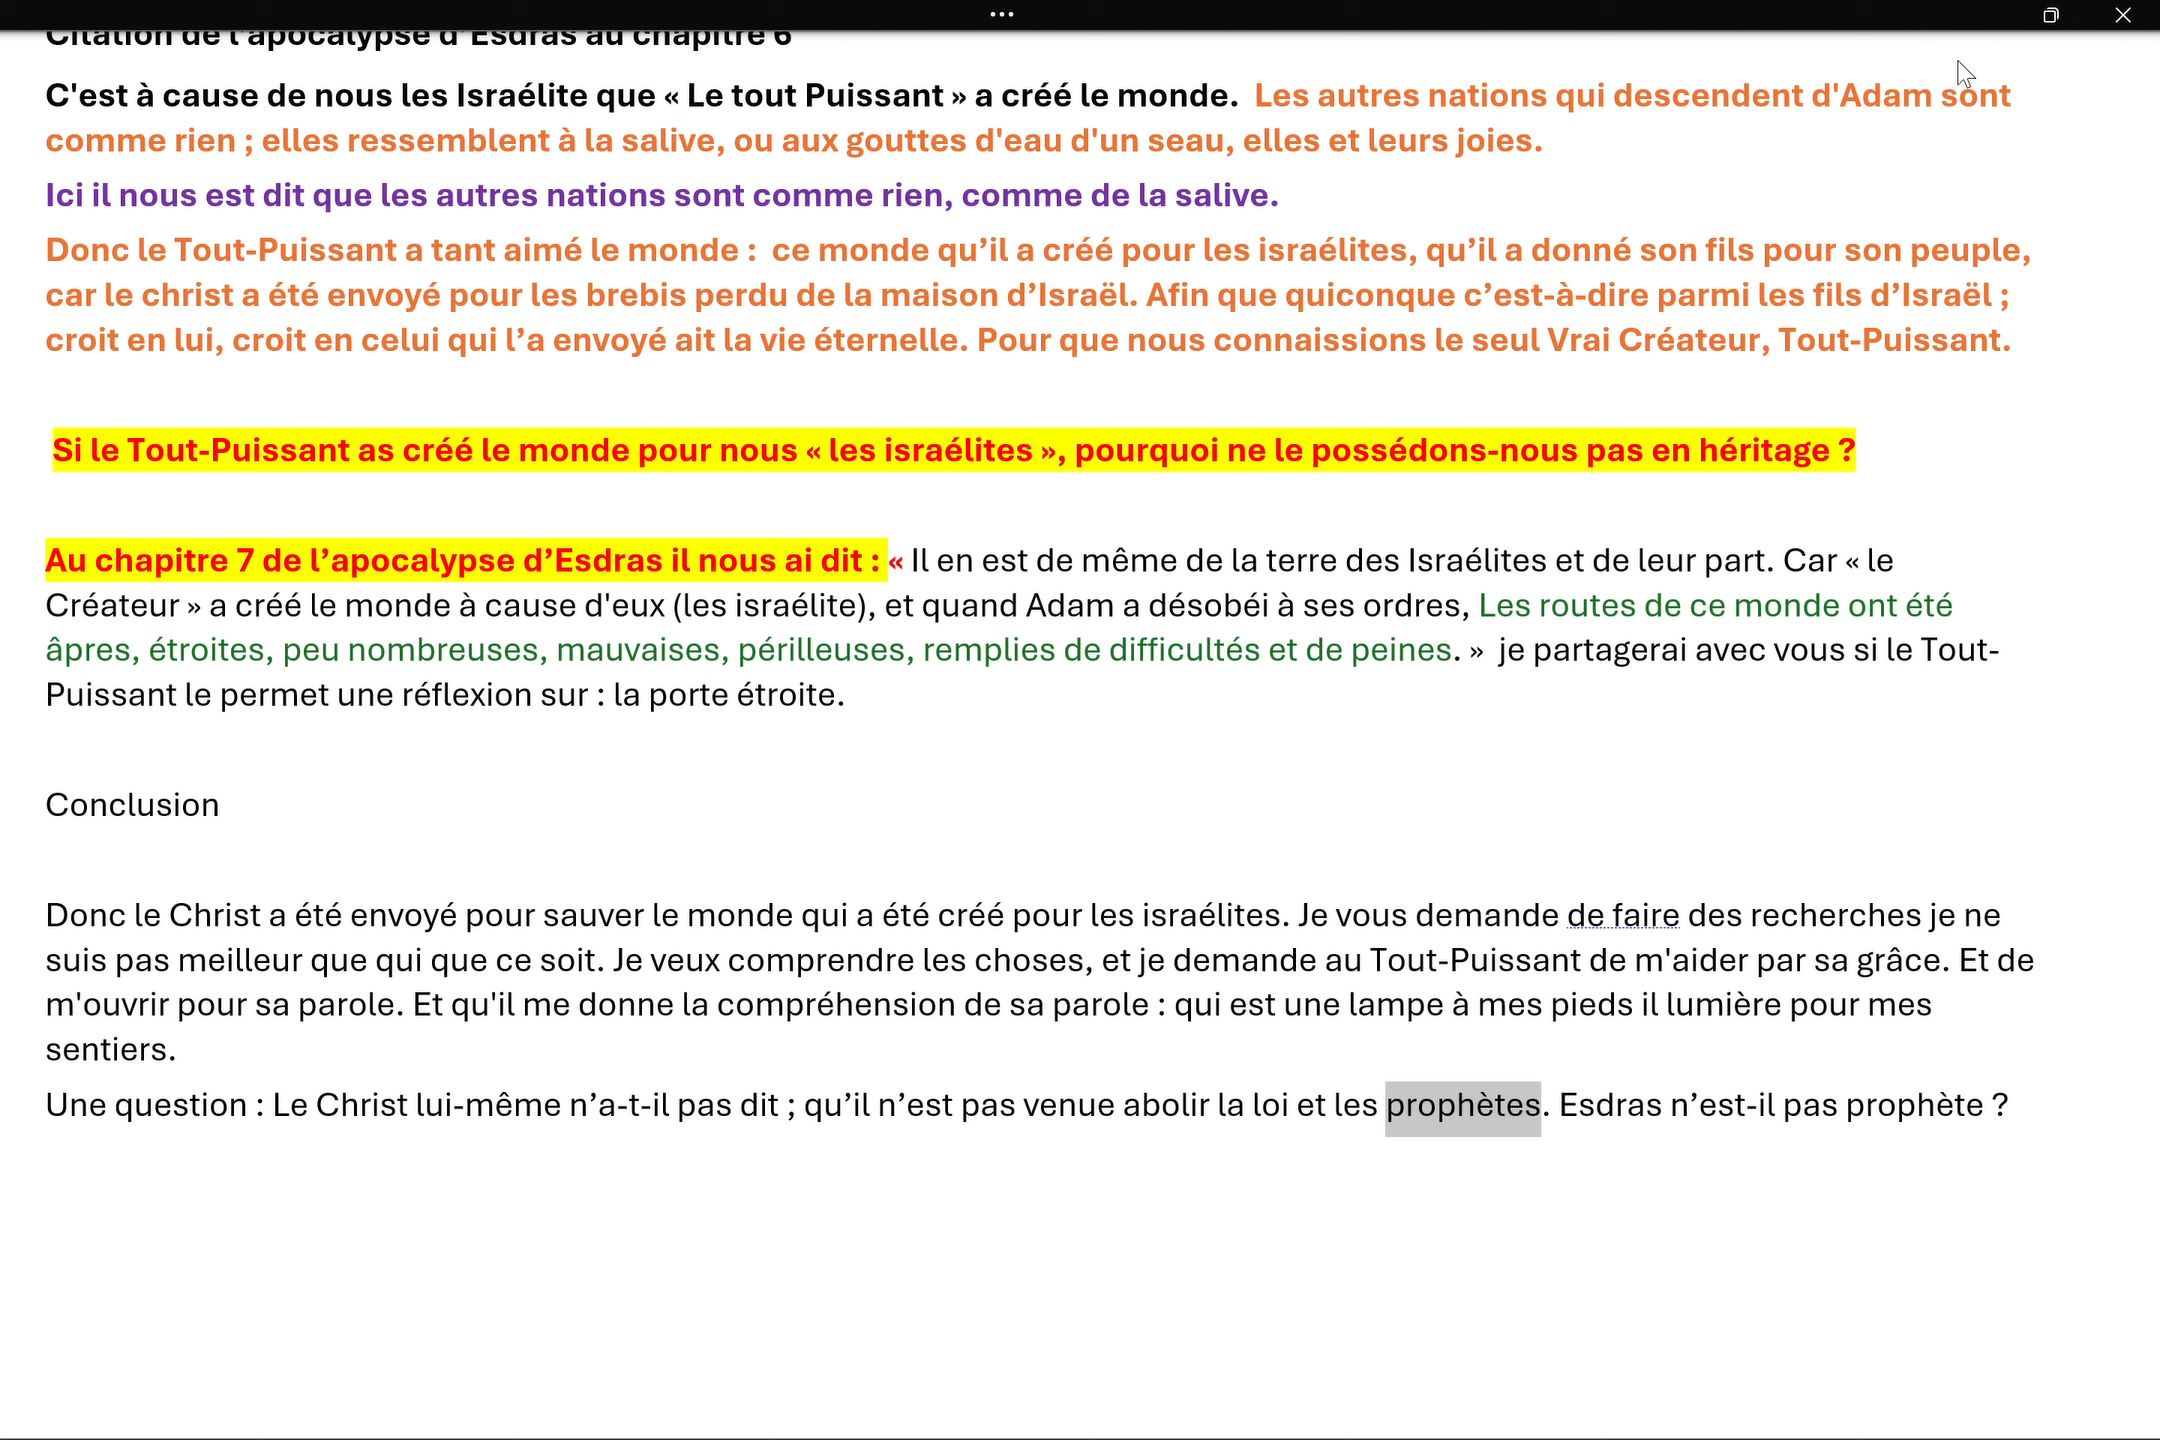 Citation de l'apocalypse d'Esdras au chapitre 6
C'est à cause de nous les Israélite que « Le tout Puissant » a créé le monde.  Les autres nations qui descendent d'Adam sont
comme rien ; elles ressemblent à la salive, ou aux gouttes d'eau d'un seau, elles et leurs joies.
Ici il nous est dit que les autres nations sont comme rien, comme de la salive.
Donc le Tout-Puissant a tant aimé le monde :  ce monde qu’il a créé pour les israélites, qu’il a donné son fils pour son peuple,
car le christ a été envoyé pour les brebis perdu de la maison d’Israël. Afin que quiconque c’est-à-dire parmi les fils d’Israël ;
croit en lui, croit en celui qui l’a envoyé ait la vie éternelle. Pour que nous connaissions le seul Vrai Créateur, Tout-Puissant.
Si le Tout-Puissant as créé le monde pour nous « les israélites », pourquoi ne le possédons-nous pas en héritage ?
Au chapitre 7 de l’apocalypse d’Esdras il nous ai dit : « Il en est de même de la terre des Israélites et de leur part. Car « le
Créateur » a créé le monde à cause d'eux (les israélite), et quand Adam a désobéi à ses ordres, Les routes de ce monde ont été
âpres, étroites, peu nombreuses, mauvaises, périlleuses, remplies de difficultés et de peines. »  je partagerai avec vous si le Tout-
Puissant le permet une réflexion sur : la porte étroite.
Conclusion
Donc le Christ a été envoyé pour sauver le monde qui a été créé pour les israélites. Je vous demande de faire des recherches je ne
suis pas meilleur que qui que ce soit. Je veux comprendre les choses, et je demande au Tout-Puissant de m'aider par sa grâce. Et de
m'ouvrir pour sa parole. Et qu'il me donne la compréhension de sa parole : qui est une lampe à mes pieds il lumière pour mes
sentiers.
Une question : Le Christ lui-même n’a-t-il pas dit ; qu’il n’est pas venue abolir la loi et les prophètes. Esdras n’est-il pas prophète ?